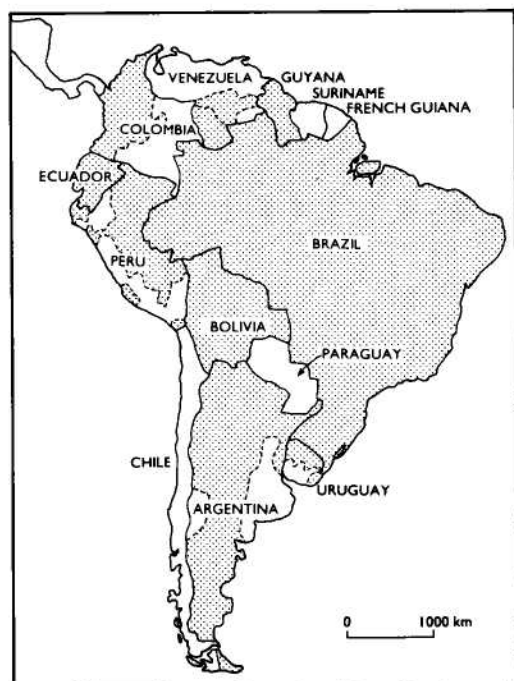 VENEZUELA
GUYANA
SURINAME
FRENCH GUIANA
COLOMBIA
ECUADOR
BRAZIL
PERU
BOLIVIA
PARAGUAY
CHILE
URUGUAY
ARGENTINA
0 1000 km